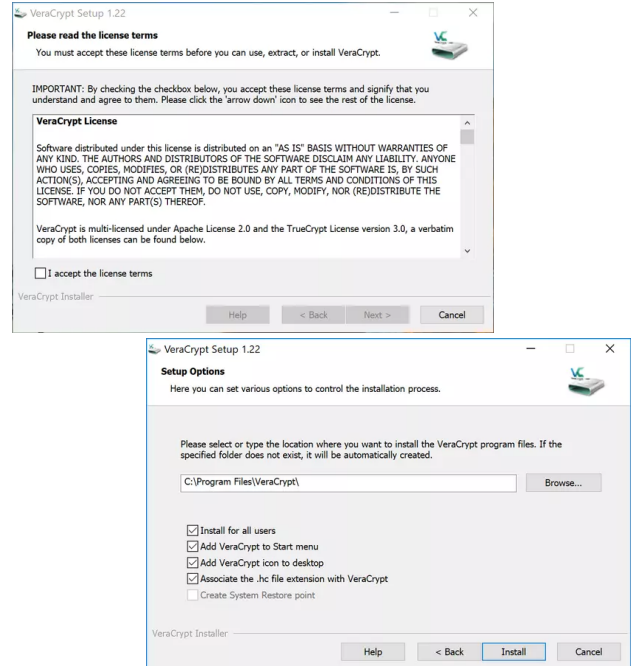 VeraCrypt Setup 1.22
Please read the license terms
You must accept these license terms before you can use, extract, or install VeraCrypt.
VC
IMPORTANT: By checking the checkbox below, you accept these license terms and signify that you
understand and agree to them. Please click the 'arrow down' icon to see the rest of the license.
VeraCrypt License
Software distributed under this license is distributed on an "AS IS" BASIS WITHOUT WARRANTIES OF
ANY KIND. THE AUTHORS AND DISTRIBUTORS OF THE SOFTWARE DISCLAIM ANY LIABILITY. ANYONE
WHO USES, COPIES, MODIFIES, OR (RE)DISTRIBUTES ANY PART OF THE SOFTWARE IS, BY SUCH
ACTION(S), ACCEPTING AND AGREEING TO BE BOUND BY ALL TERMS AND CONDITIONS OF THIS
LICENSE. IF YOU DO NOT ACCEPT THEM, DO NOT USE, COPY, MODIFY, NOR (RE)DISTRIBUTE THE
SOFTWARE, NOR ANY PART(S) THEREOF.
VeraCrypt is multi-licensed under Apache License 2.0 and the TrueCrypt License version 3.0, a verbatim
copy of both licenses can be found below.
I accept the license terms
VeraCrypt Installer
Help < Back Next > Cancel
VeraCrypt Setup 1.22
Setup Options
Here you can set various options to control the installation process.
VC
Please select or type the location where you want to install the VeraCrypt program files. If the
specified folder does not exist, it will be automatically created.
C:\Program Files\VeraCrypt\ Browse...
Install for all users
Add VeraCrypt to Start menu
Add VeraCrypt icon to desktop
Associate the .hc file extension with VeraCrypt
Create System Restore point
VeraCrypt Installer
Help < Back Install Cancel